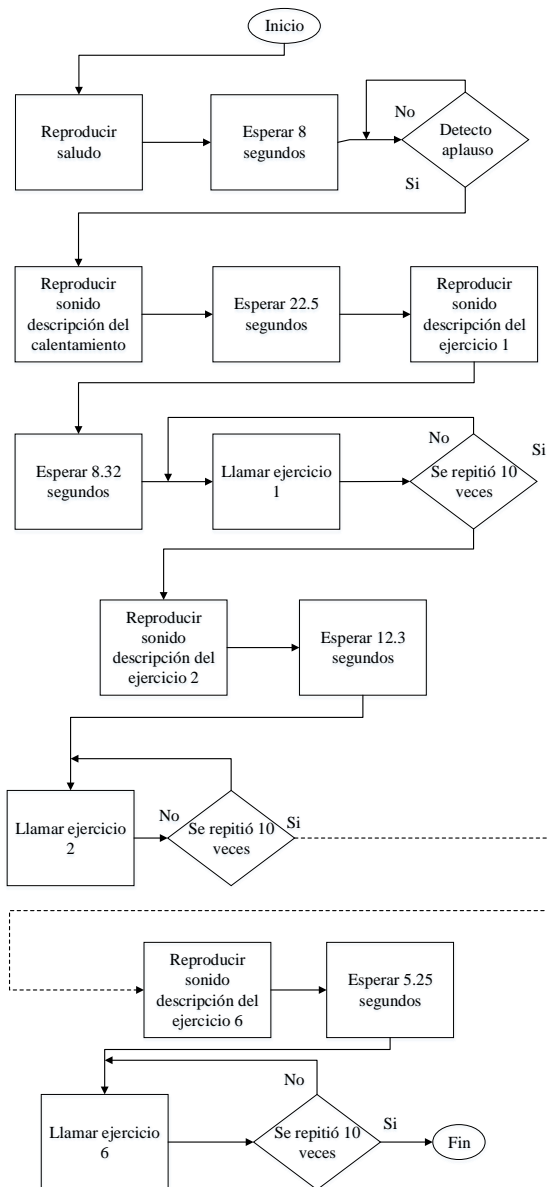 Inicio
Reproducir
saludo
Esperar 8
segundos
No
Detecto
aplauso
Si
Reproducir
sonido
descripción del
calentamiento
Esperar 22.5
segundos
Reproducir
sonido
descripción del
ejercicio 1
Esperar 8.32
segundos
Llamar ejercicio
1
No
Si
Se repitió 10
veces
Reproducir
sonido
descripción del
ejercicio 2
Esperar 12.3
segundos
Llamar ejercicio
2
No
Se repitió 10
veces
Si
Reproducir
sonido
descripción del
ejercicio 6
Esperar 5.25
segundos
Llamar ejercicio
6
No
Se repitió 10
veces
Si
Fin